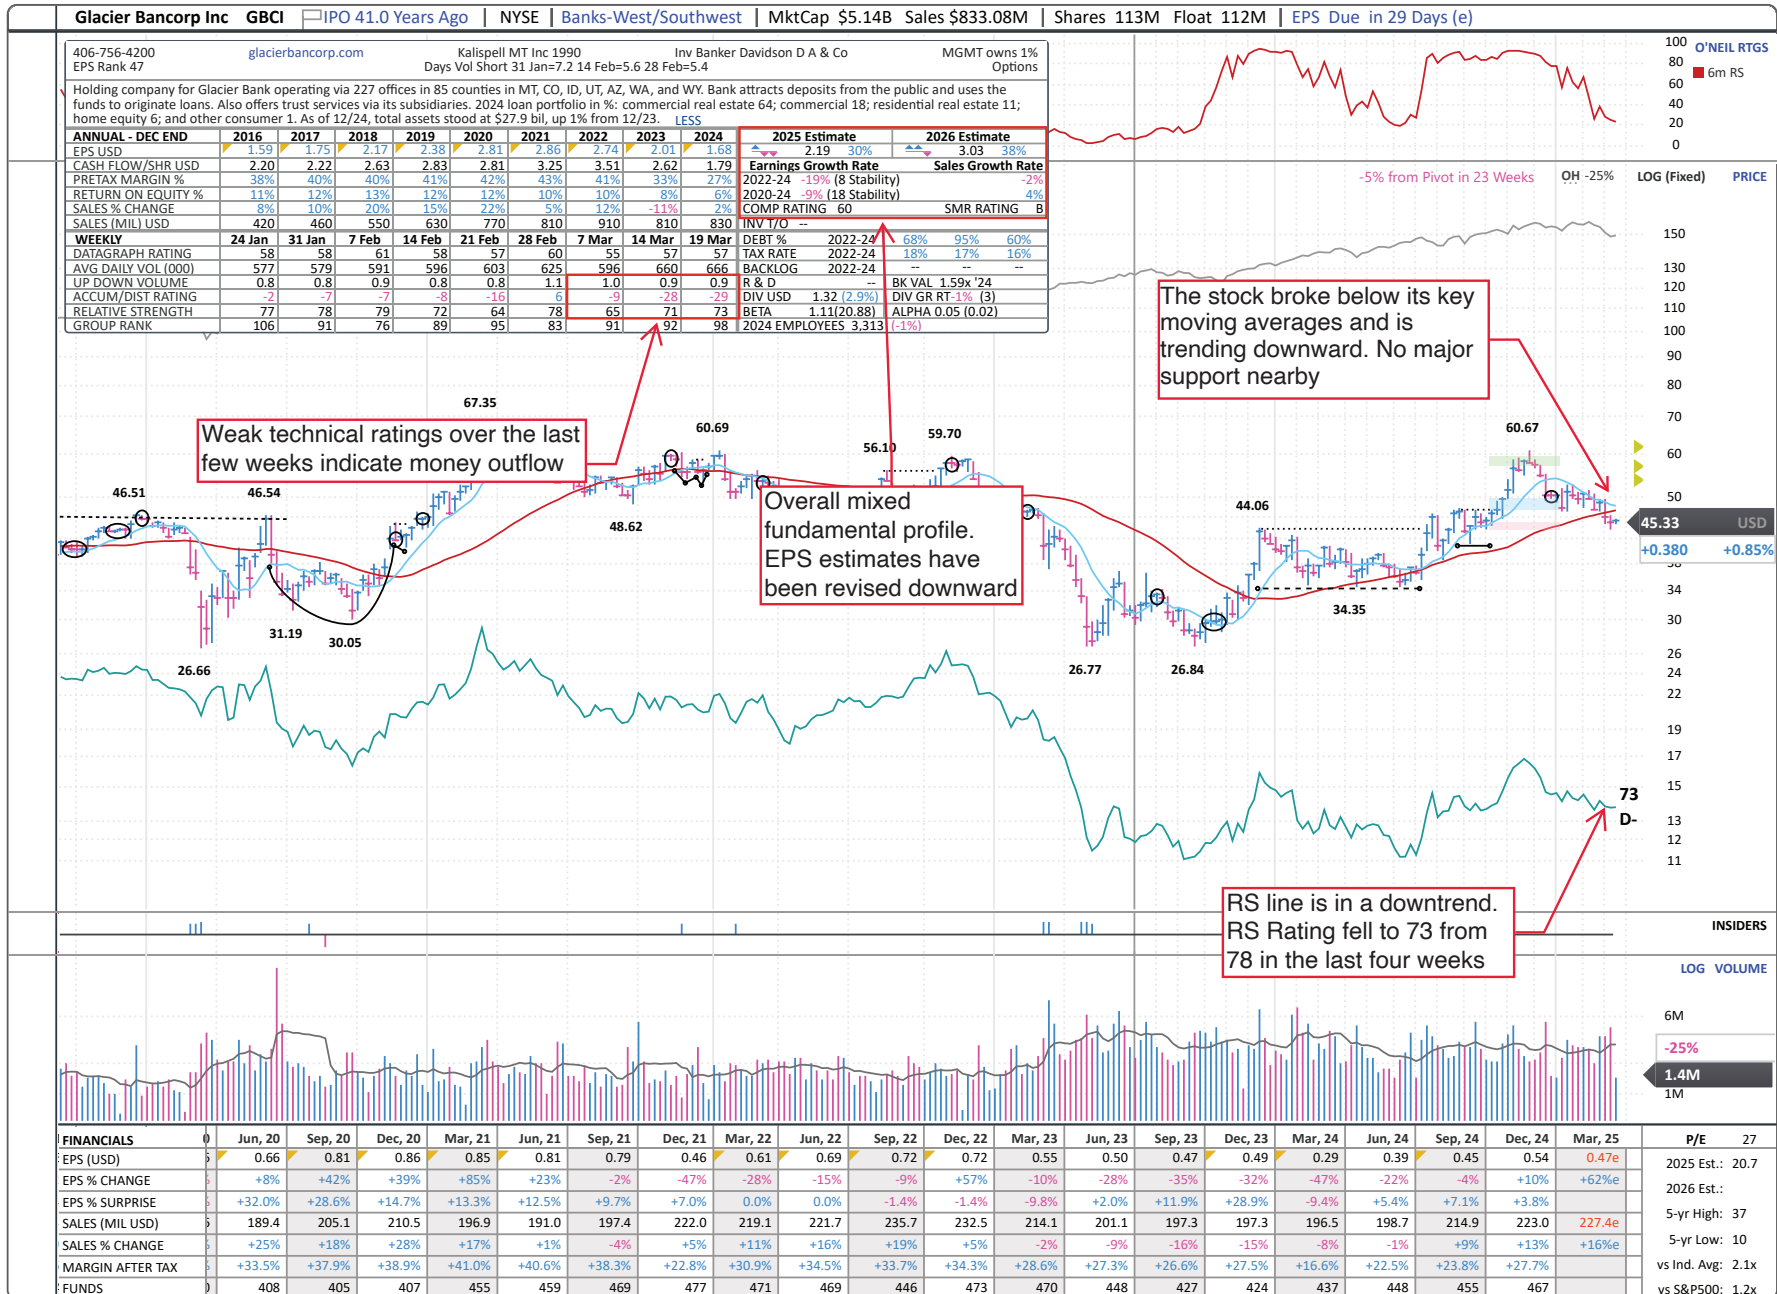 Glacier Bancorp Inc GBCI IPO 41.0 Years Ago NYSE Banks-West/Southwest MktCap $5.14B Sales $833.08M Shares 113M Float 112M EPS Due in 29 Days (e)
406-756-4200 glacierbancorp.com Kalispell MT Inc 1990 Inv Banker Davidson D A & Co MGMT owns 1%
EPS Rank 47 Days Vol Short 31 Jan=7.2 14 Feb=5.6 28 Feb=5.4 Options
Holding company for Glacier Bank operating via 227 offices in 85 counties in MT, CO, ID, UT, AZ, WA, and WY. Bank attracts deposits from the public and uses the
funds to originate loans. Also offers trust services via its subsidiaries. 2024 loan portfolio in %: commercial real estate 64; commercial 18; residential real estate 11;
home equity 6; and other consumer 1. As of 12/24, total assets stood at $27.9 bil, up 1% from 12/23. LESS
ANNUAL - DEC END 2016 2017 2018 2019 2020 2021 2022 2023 2024 2025 Estimate 2026 Estimate
EPS USD 1.59 1.75 2.17 2.38 2.81 2.86 2.74 2.01 1.68 2.19 30% 3.03 38%
CASH FLOW/SHR USD 2.20 2.22 2.63 2.83 2.81 3.25 3.51 2.62 1.79 Earnings Growth Rate Sales Growth Rate
PRETAX MARGIN % 38% 40% 40% 41% 42% 43% 41% 33% 27% 2022-24 -19% (8 Stability) -2%
RETURN ON EQUITY % 11% 12% 13% 12% 12% 10% 10% 8% 6% 2020-24 -9% (18 Stability) 4%
SALES % CHANGE 8% 10% 20% 15% 22% 5% 12% -11% 2% COMP RATING 60 SMR RATING B
SALES (MIL) USD 420 460 550 630 770 810 910 810 830 INV T/O --
WEEKLY 24 Jan 31 Jan 7 Feb 14 Feb 21 Feb 28 Feb 7 Mar 14 Mar 19 Mar DEBT % 2022-24 68% 95% 60%
DATAGRAPH RATING 58 58 61 58 57 60 55 57 57 TAX RATE 2022-24 18% 17% 16%
AVG DAILY VOL (000) 577 579 591 596 603 625 596 660 666 BACKLOG 2022-24 -- -- --
UP DOWN VOLUME 0.8 0.8 0.9 0.8 0.8 1.1 1.0 0.9 0.9 R & D -- BK VAL 1.59x '24
ACCUM/DIST RATING -2 -7 -7 -8 -16 6 -9 -28 -29 DIV USD 1.32 (2.9%) DIV GR RT -1% (3)
RELATIVE STRENGTH 77 78 79 72 64 78 65 71 73 BETA 1.11(20.88) ALPHA 0.05 (0.02)
GROUP RANK 106 91 76 89 95 83 91 92 98 2024 EMPLOYEES 3,313 (-1%)
100 O'NEIL RTGS
80 6m RS
60
40
20
0
-5% from Pivot in 23 Weeks OH -25% LOG (Fixed) PRICE
150
130
120
110
100
90
80
70
60
50
34
30
26
24
22
19
17
15
13
12
11
The stock broke below its key
moving averages and is
trending downward. No major
support nearby
Weak technical ratings over the last
few weeks indicate money outflow
Overall mixed
fundamental profile.
EPS estimates have
been revised downward
67.35
60.69
56.10
59.70
60.67
46.51
46.54
48.62
44.06
31.19
30.05
26.66
26.77
26.84
34.35
45.33 USD
+0.380 +0.85%
73
D-
RS line is in a downtrend.
RS Rating fell to 73 from
78 in the last four weeks
INSIDERS
LOG VOLUME
6M
-25%
1.4M
1M
FINANCIALS Jun, 20 Sep, 20 Dec, 20 Mar, 21 Jun, 21 Sep, 21 Dec, 21 Mar, 22 Jun, 22 Sep, 22 Dec, 22 Mar, 23 Jun, 23 Sep, 23 Dec, 23 Mar, 24 Jun, 24 Sep, 24 Dec, 24 Mar, 25
EPS (USD) 0.66 0.81 0.86 0.85 0.81 0.79 0.46 0.61 0.69 0.72 0.72 0.55 0.50 0.47 0.49 0.29 0.39 0.45 0.54 0.47e
EPS % CHANGE +8% +42% +39% +85% +23% -2% -47% -28% -15% -9% +57% -10% -28% -35% -32% -47% -22% -4% +10% +62%e
EPS % SURPRISE +32.0% +28.6% +14.7% +13.3% +12.5% +9.7% +7.0% 0.0% 0.0% -1.4% -1.4% -9.8% +2.0% +11.9% +28.9% -9.4% +5.4% +7.1% +3.8%
SALES (MIL USD) 189.4 205.1 210.5 196.9 191.0 197.4 222.0 219.1 221.7 235.7 232.5 214.1 201.1 197.3 197.3 196.5 198.7 214.9 223.0 227.4e
SALES % CHANGE +25% +18% +28% +17% +1% -4% +5% +11% +16% +19% +5% -2% -9% -16% -15% -8% -1% +9% +13% +16%e
MARGIN AFTER TAX +33.5% +37.9% +38.9% +41.0% +40.6% +38.3% +22.8% +30.9% +34.5% +33.7% +34.3% +28.6% +27.3% +26.6% +27.5% +16.6% +22.5% +23.8% +27.7%
FUNDS 408 405 407 455 459 469 477 471 469 446 473 470 448 427 424 437 448 455 467
P/E 27
2025 Est.: 20.7
2026 Est.:
5-yr High: 37
5-yr Low: 10
vs Ind. Avg: 2.1x
vs S&P500: 1.2x